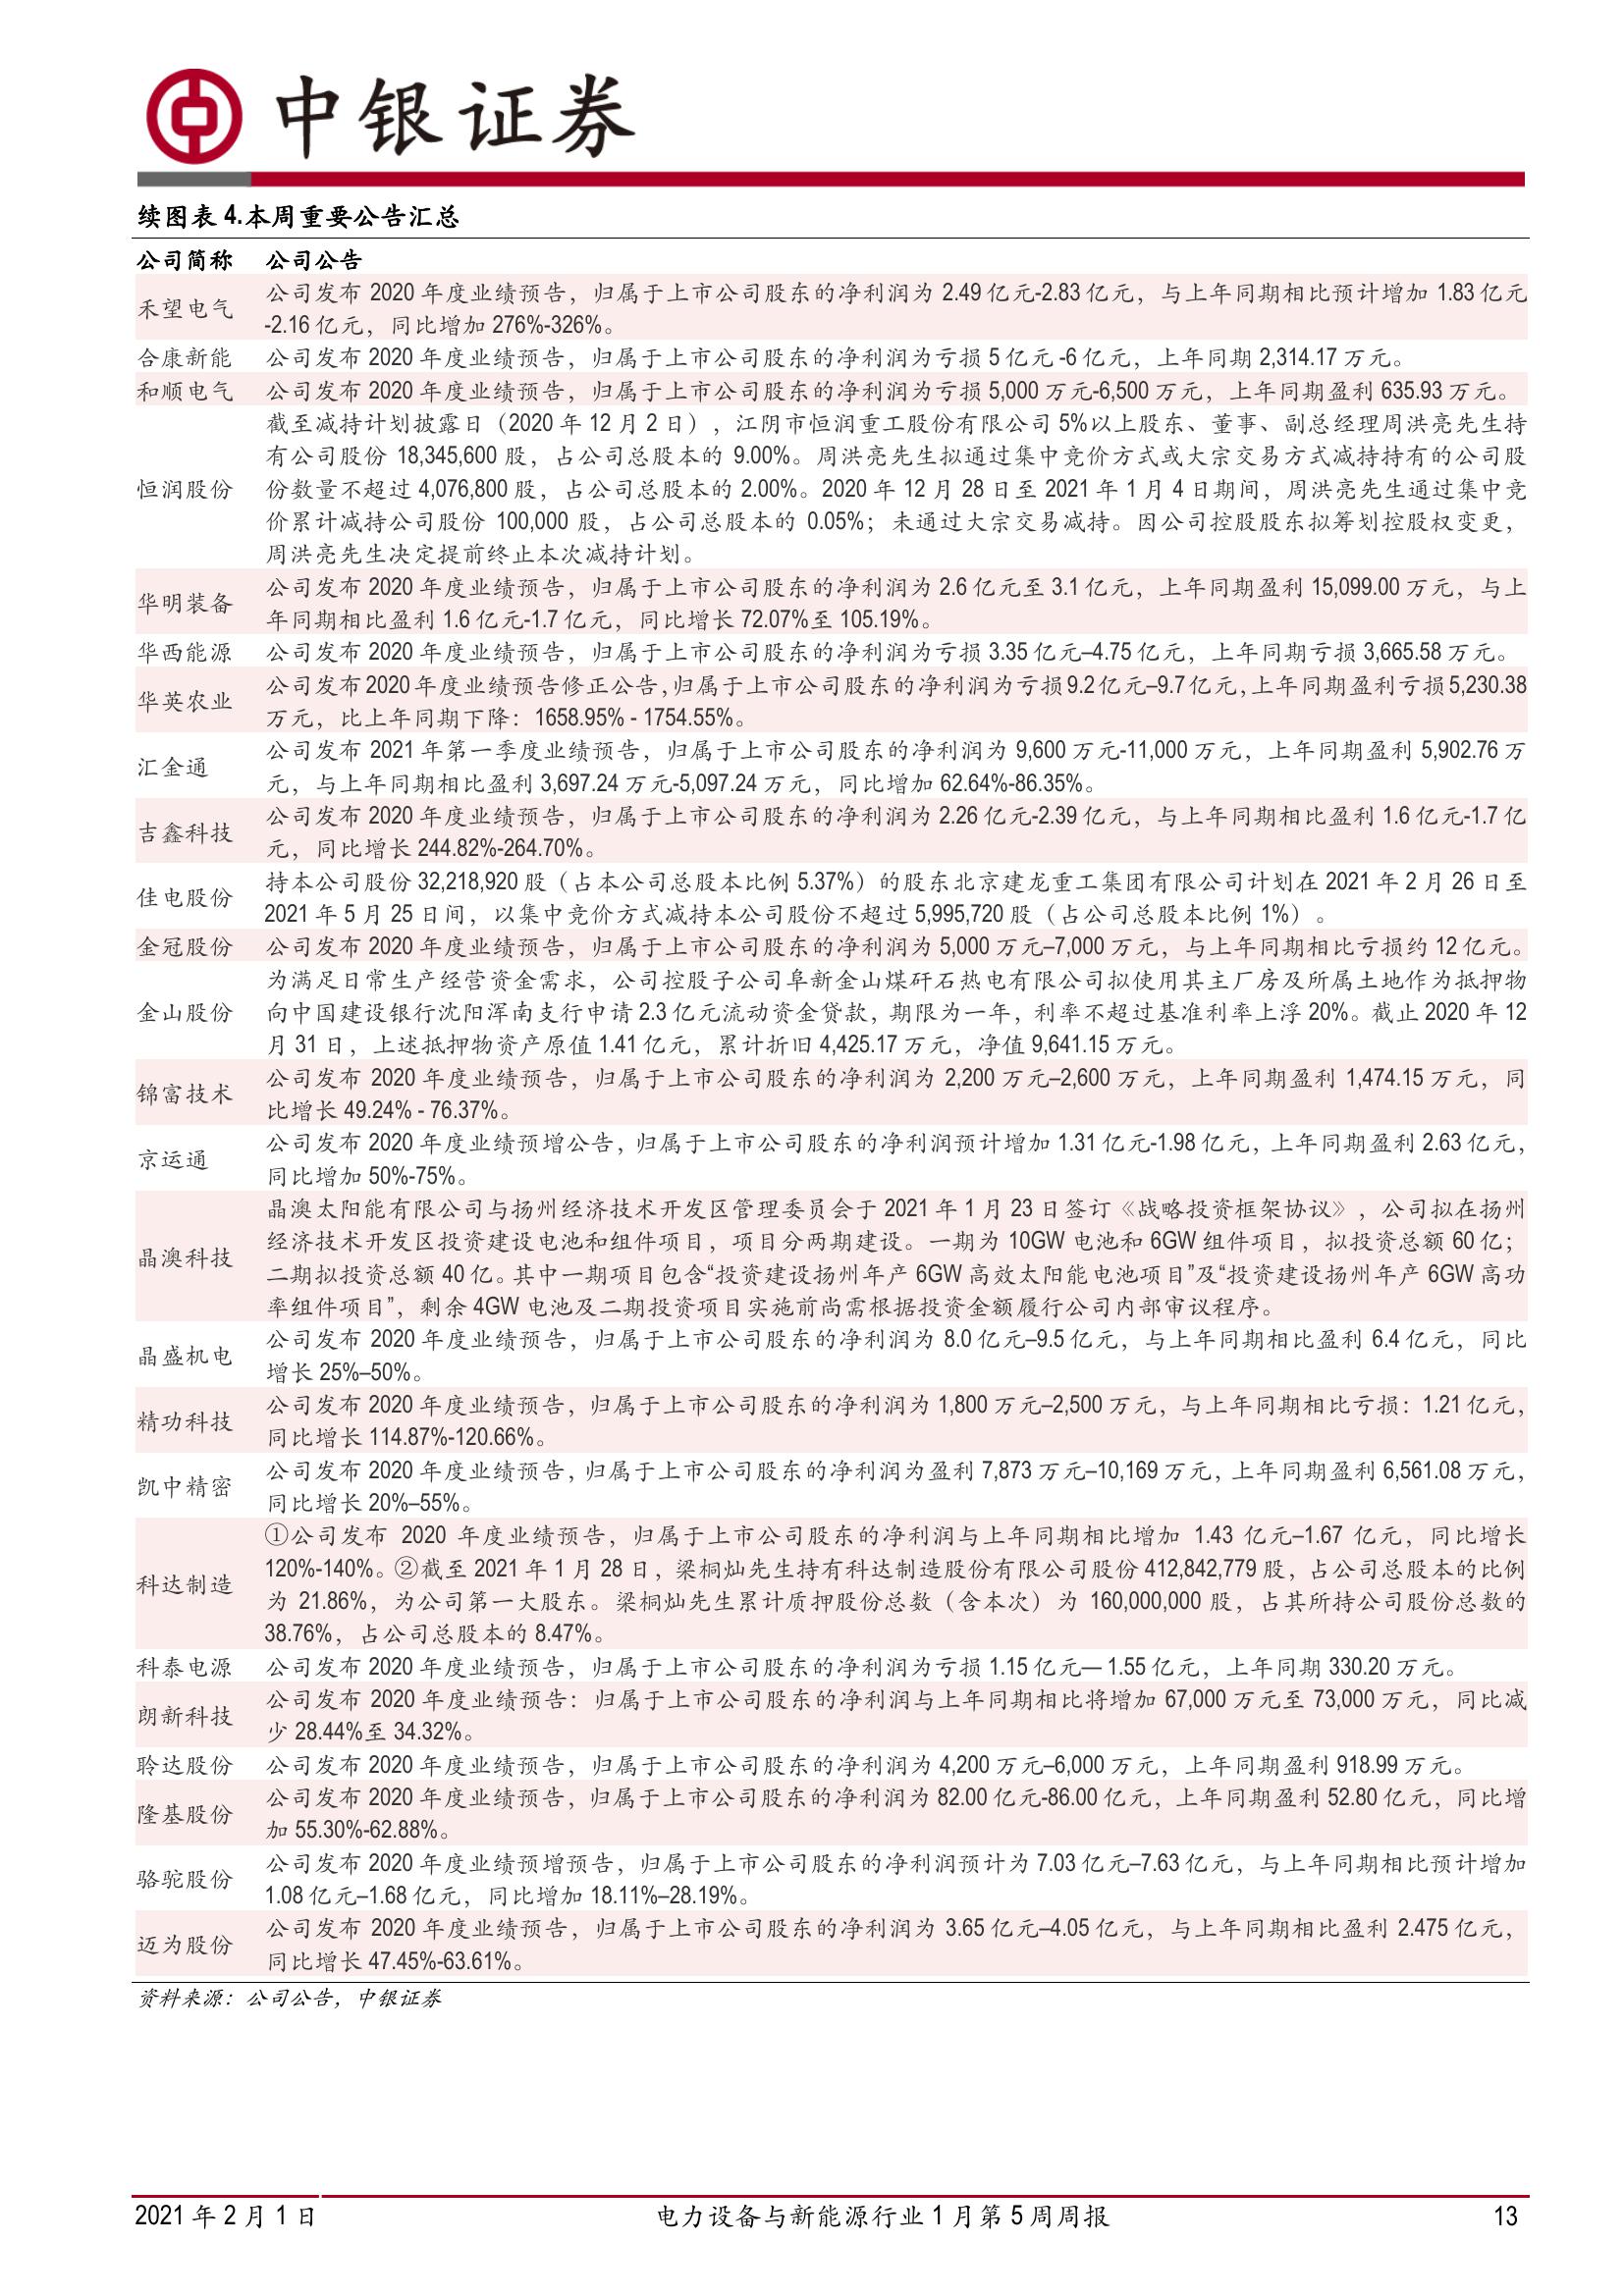 中银证券
续图表 4.本周重要公告汇总
公司简称 公司公告
禾望电气 公司发布 2020 年度业绩预告，归属于上市公司股东的净利润为 2.49 亿元-2.83 亿元，与上年同期相比预计增加 1.83 亿元
-2.16 亿元，同比增加 276%-326%。
合康新能 公司发布 2020 年度业绩预告，归属于上市公司股东的净利润为亏损 5 亿元 -6 亿元，上年同期 2,314.17 万元。
和顺电气 公司发布 2020 年度业绩预告，归属于上市公司股东的净利润为亏损 5,000 万元-6,500 万元，上年同期盈利 635.93 万元。
恒润股份 截至减持计划披露日（2020 年 12 月 2 日），江阴市恒润重工股份有限公司 5%以上股东、董事、副总经理周洪亮先生持
有公司股份 18,345,600 股，占公司总股本的 9.00%。周洪亮先生拟通过集中竞价方式或大宗交易方式减持持有的公司股
份数量不超过 4,076,800 股，占公司总股本的 2.00%。2020 年 12 月 28 日至 2021 年 1 月 4 日期间，周洪亮先生通过集中竞
价累计减持公司股份 100,000 股，占公司总股本的 0.05%；未通过大宗交易减持。因公司控股股东拟筹划控股权变更，
周洪亮先生决定提前终止本次减持计划。
华明装备 公司发布 2020 年度业绩预告，归属于上市公司股东的净利润为 2.6 亿元至 3.1 亿元，上年同期盈利 15,099.00 万元，与上
年同期相比盈利 1.6 亿元-1.7 亿元，同比增长 72.07%至 105.19%。
华西能源 公司发布 2020 年度业绩预告，归属于上市公司股东的净利润为亏损 3.35 亿元–4.75 亿元，上年同期亏损 3,665.58 万元。
华英农业 公司发布 2020 年度业绩预告修正公告，归属于上市公司股东的净利润为亏损 9.2 亿元–9.7 亿元，上年同期盈利亏损 5,230.38
万元，比上年同期下降：1658.95% - 1754.55%。
汇金通 公司发布 2021 年第一季度业绩预告，归属于上市公司股东的净利润为 9,600 万元-11,000 万元，上年同期盈利 5,902.76 万
元，与上年同期相比盈利 3,697.24 万元-5,097.24 万元，同比增加 62.64%-86.35%。
吉鑫科技 公司发布 2020 年度业绩预告，归属于上市公司股东的净利润为 2.26 亿元-2.39 亿元，与上年同期相比盈利 1.6 亿元-1.7 亿
元，同比增长 244.82%-264.70%。
佳电股份 持本公司股份 32,218,920 股（占本公司总股本比例 5.37%）的股东北京建龙重工集团有限公司计划在 2021 年 2 月 26 日至
2021 年 5 月 25 日间，以集中竞价方式减持本公司股份不超过 5,995,720 股（占公司总股本比例 1%）。
金冠股份 公司发布 2020 年度业绩预告，归属于上市公司股东的净利润为 5,000 万元–7,000 万元，与上年同期相比亏损约 12 亿元。
金山股份 为满足日常生产经营资金需求，公司控股子公司阜新金山煤矸石热电有限公司拟使用其主厂房及所属土地作为抵押物
向中国建设银行沈阳浑南支行申请 2.3 亿元流动资金贷款，期限为一年，利率不超过基准利率上浮 20%。截止 2020 年 12
月 31 日，上述抵押物资产原值 1.41 亿元，累计折旧 4,425.17 万元，净值 9,641.15 万元。
锦富技术 公司发布 2020 年度业绩预告，归属于上市公司股东的净利润为 2,200 万元–2,600 万元，上年同期盈利 1,474.15 万元，同
比增长 49.24% - 76.37%。
京运通 公司发布 2020 年度业绩预增公告，归属于上市公司股东的净利润预计增加 1.31 亿元-1.98 亿元，上年同期盈利 2.63 亿元，
同比增加 50%-75%。
晶澳科技 晶澳太阳能有限公司与扬州经济技术开发区管理委员会于 2021 年 1 月 23 日签订《战略投资框架协议》，公司拟在扬州
经济技术开发区投资建设电池和组件项目，项目分两期建设。一期为 10GW 电池和 6GW 组件项目，拟投资总额 60 亿；
二期拟投资总额 40 亿。其中一期项目包含“投资建设扬州年产 6GW 高效太阳能电池项目”及“投资建设扬州年产 6GW 高功
率组件项目”，剩余 4GW 电池及二期投资项目实施前尚需根据投资金额履行公司内部审议程序。
晶盛机电 公司发布 2020 年度业绩预告，归属于上市公司股东的净利润为 8.0 亿元–9.5 亿元，与上年同期相比盈利 6.4 亿元，同比
增长 25%–50%。
精功科技 公司发布 2020 年度业绩预告，归属于上市公司股东的净利润为 1,800 万元–2,500 万元，与上年同期相比亏损：1.21 亿元，
同比增长 114.87%-120.66%。
凯中精密 公司发布 2020 年度业绩预告，归属于上市公司股东的净利润为盈利 7,873 万元–10,169 万元，上年同期盈利 6,561.08 万元，
同比增长 20%–55%。
科达制造 ①公司发布 2020 年度业绩预告，归属于上市公司股东的净利润与上年同期相比增加 1.43 亿元–1.67 亿元，同比增长
120%-140%。②截至 2021 年 1 月 28 日，梁桐灿先生持有科达制造股份有限公司股份 412,842,779 股，占公司总股本的比例
为 21.86%，为公司第一大股东。梁桐灿先生累计质押股份总数（含本次）为 160,000,000 股，占其所持公司股份总数的
38.76%，占公司总股本的 8.47%。
科泰电源 公司发布 2020 年度业绩预告，归属于上市公司股东的净利润为亏损 1.15 亿元— 1.55 亿元，上年同期 330.20 万元。
朗新科技 公司发布 2020 年度业绩预告：归属于上市公司股东的净利润与上年同期相比将增加 67,000 万元至 73,000 万元，同比减
少 28.44%至 34.32%。
聆达股份 公司发布 2020 年度业绩预告，归属于上市公司股东的净利润为 4,200 万元–6,000 万元，上年同期盈利 918.99 万元。
隆基股份 公司发布 2020 年度业绩预告，归属于上市公司股东的净利润为 82.00 亿元-86.00 亿元，上年同期盈利 52.80 亿元，同比增
加 55.30%-62.88%。
骆驼股份 公司发布 2020 年度业绩预增预告，归属于上市公司股东的净利润预计为 7.03 亿元–7.63 亿元，与上年同期相比预计增加
1.08 亿元–1.68 亿元，同比增加 18.11%–28.19%。
迈为股份 公司发布 2020 年度业绩预告，归属于上市公司股东的净利润为 3.65 亿元–4.05 亿元，与上年同期相比盈利 2.475 亿元，
同比增长 47.45%-63.61%。
资料来源：公司公告，中银证券
2021 年 2 月 1 日 电力设备与新能源行业 1 月第 5 周周报 13